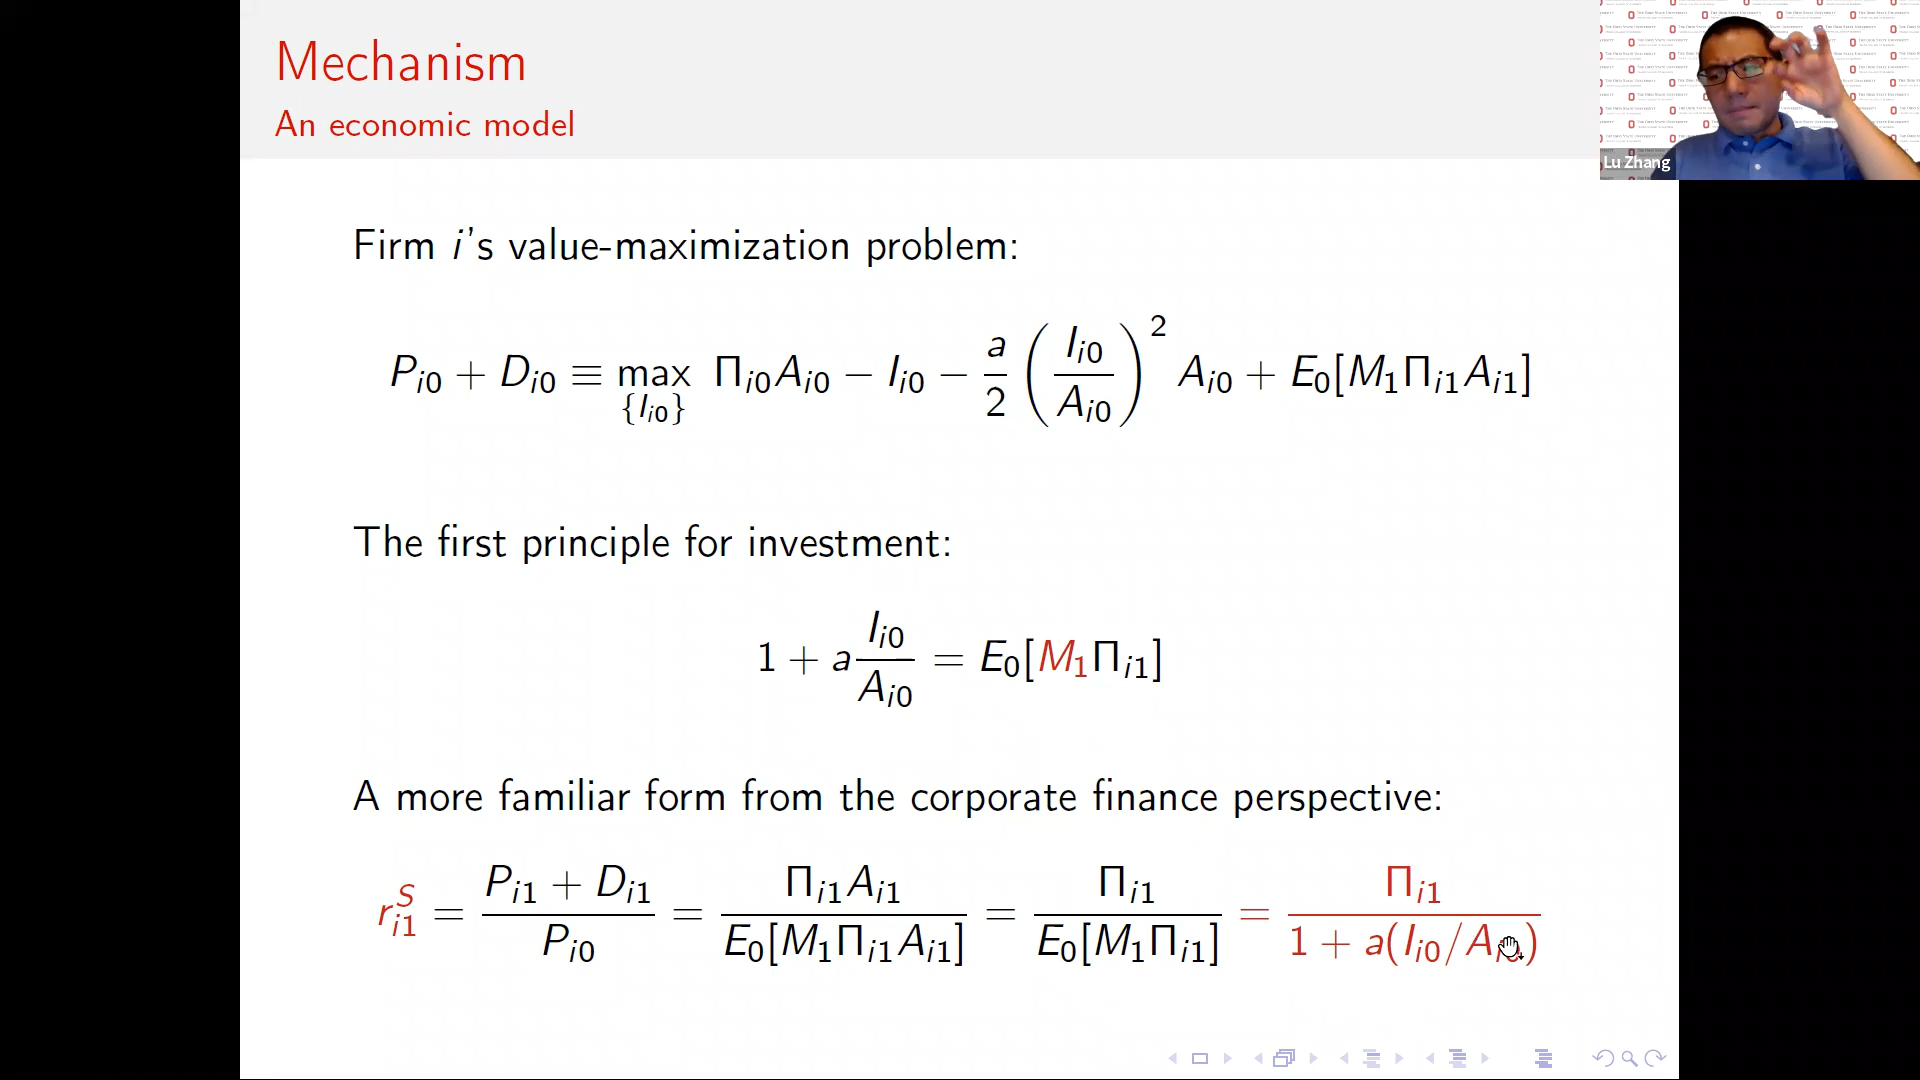 Mechanism
An economic model
Lu Zhang
Firm i's value-maximization problem:
P_{i0} + D_{i0} ≡ max_{\{I_{i0}\}} Π_{i0}A_{i0} − I_{i0} − \frac{a}{2} \left( \frac{I_{i0}}{A_{i0}} \right)^2 A_{i0} + E_0[M_1Π_{i1}A_{i1}]
The first principle for investment:
1 + a \frac{I_{i0}}{A_{i0}} = E_0[M_1Π_{i1}]
A more familiar form from the corporate finance perspective:
r^S_{i1} = \frac{P_{i1} + D_{i1}}{P_{i0}} = \frac{Π_{i1}A_{i1}}{E_0[M_1Π_{i1}A_{i1}]} = \frac{Π_{i1}}{E_0[M_1Π_{i1}]} = \frac{Π_{i1}}{1 + a(I_{i0}/A_{i0})}